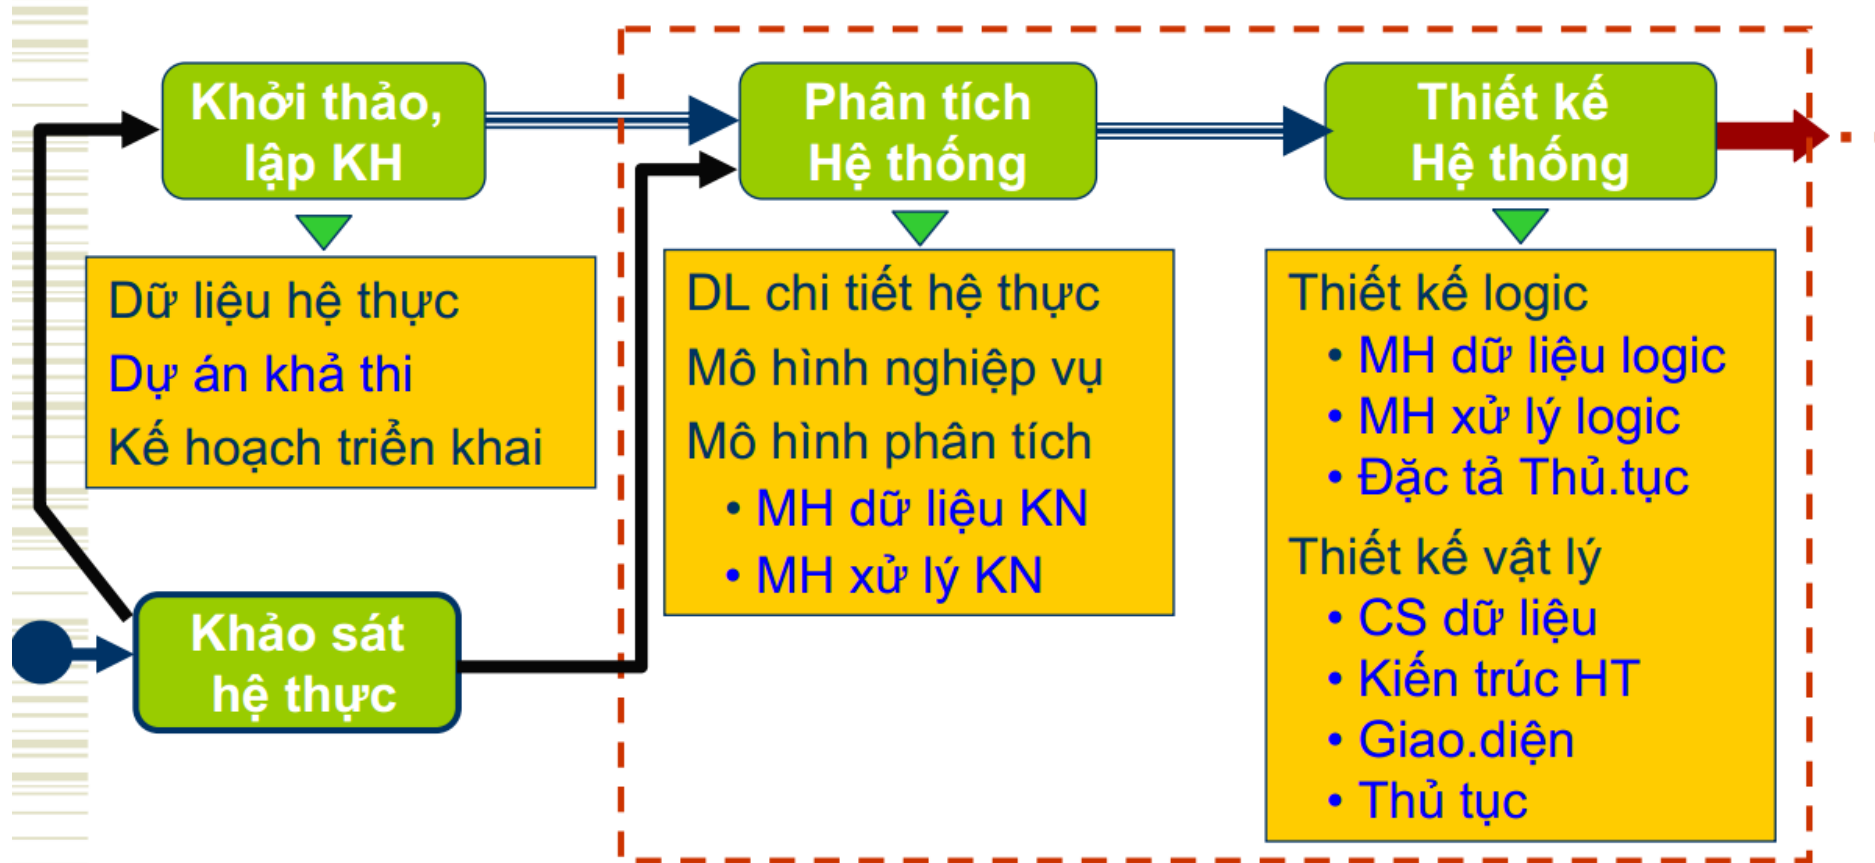 Khởi thảo,
lập KH
Phân tích
Hệ thống
Thiết kế
Hệ thống
Dữ liệu hệ thực
Dự án khả thi
Kế hoạch triển khai
DL chi tiết hệ thực
Mô hình nghiệp vụ
Mô hình phân tích
• MH dữ liệu KN
• MH xử lý KN
Thiết kế logic
• MH dữ liệu logic
• MH xử lý logic
• Đặc tả Thủ.tục
Thiết kế vật lý
• CS dữ liệu
• Kiến trúc HT
• Giao.diện
• Thủ tục
Khảo sát
hệ thực